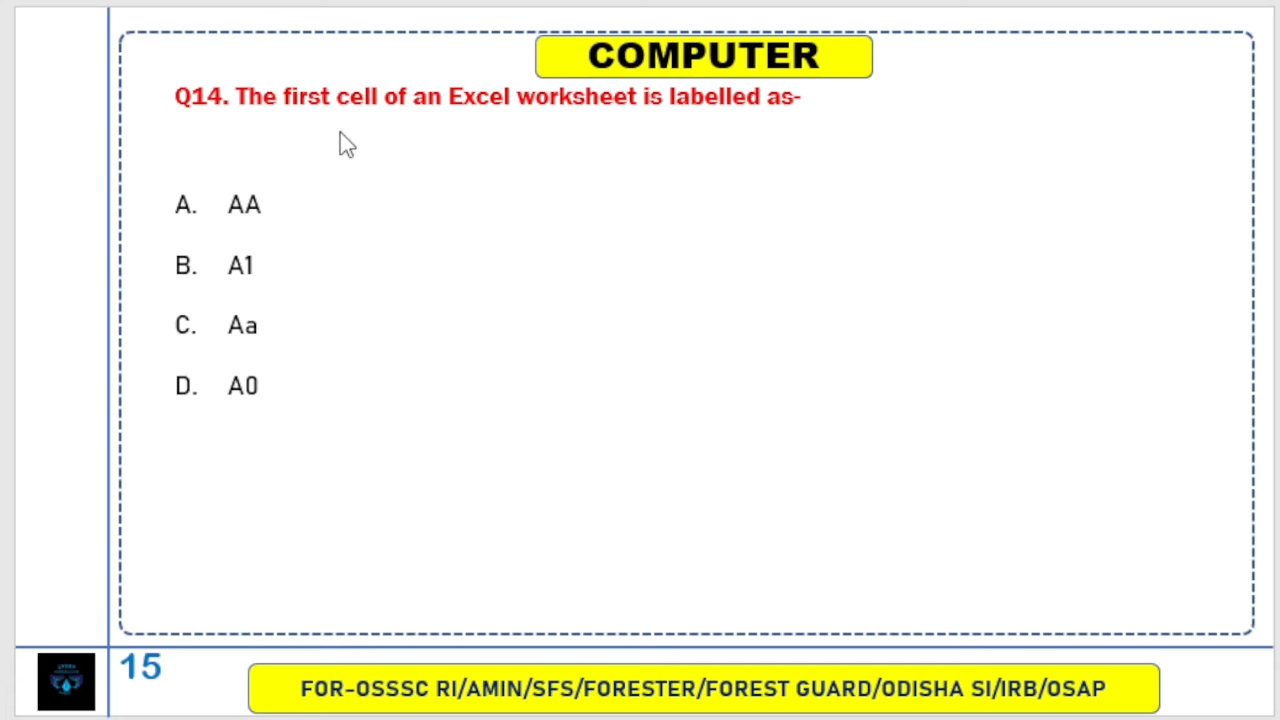 COMPUTER
Q14. The first cell of an Excel worksheet is labelled as-
A. AA
B. A1
C. Aa
D. A0
15
FOR-OSSSC RI/AMIN/SFS/FORESTER/FOREST GUARD/ODISHA SI/IRB/OSAP